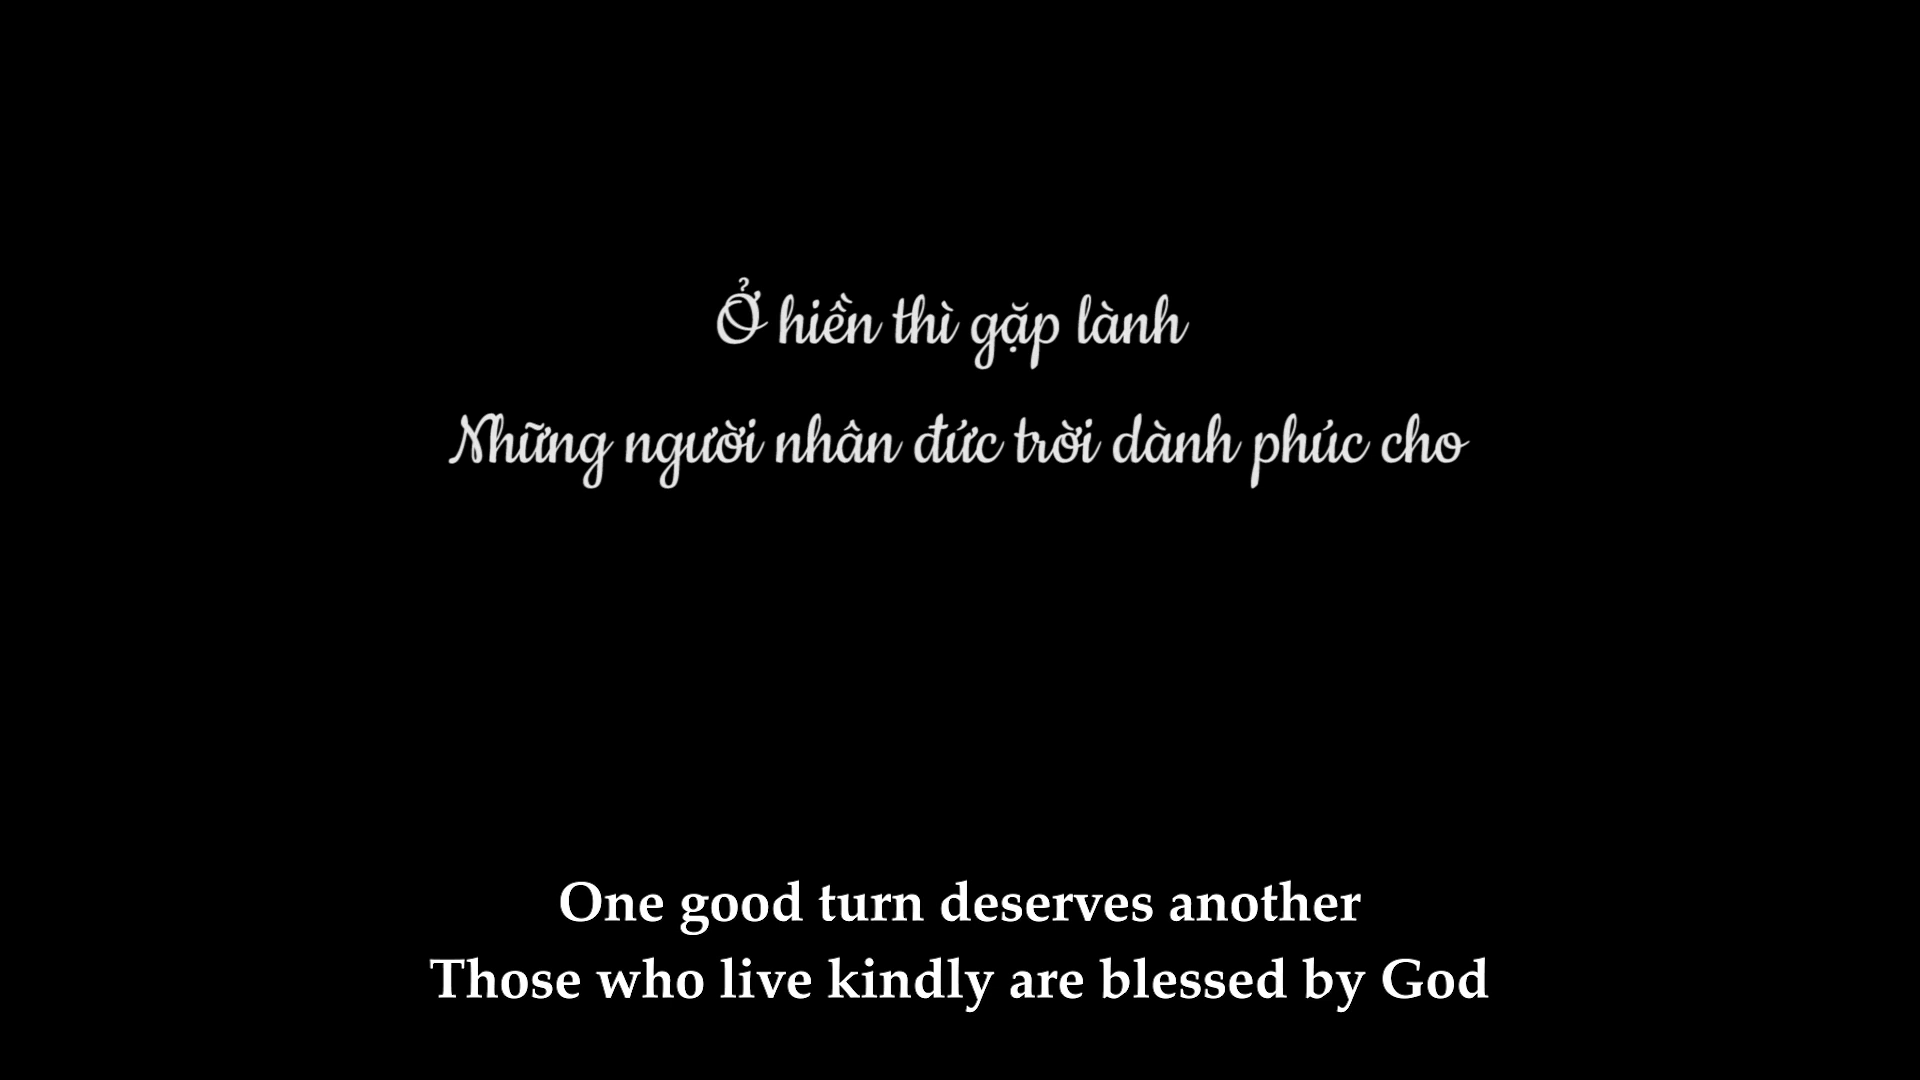 Ở hiền thì gặp lành
Những người nhân đức trời dành phúc cho
One good turn deserves another
Those who live kindly are blessed by God